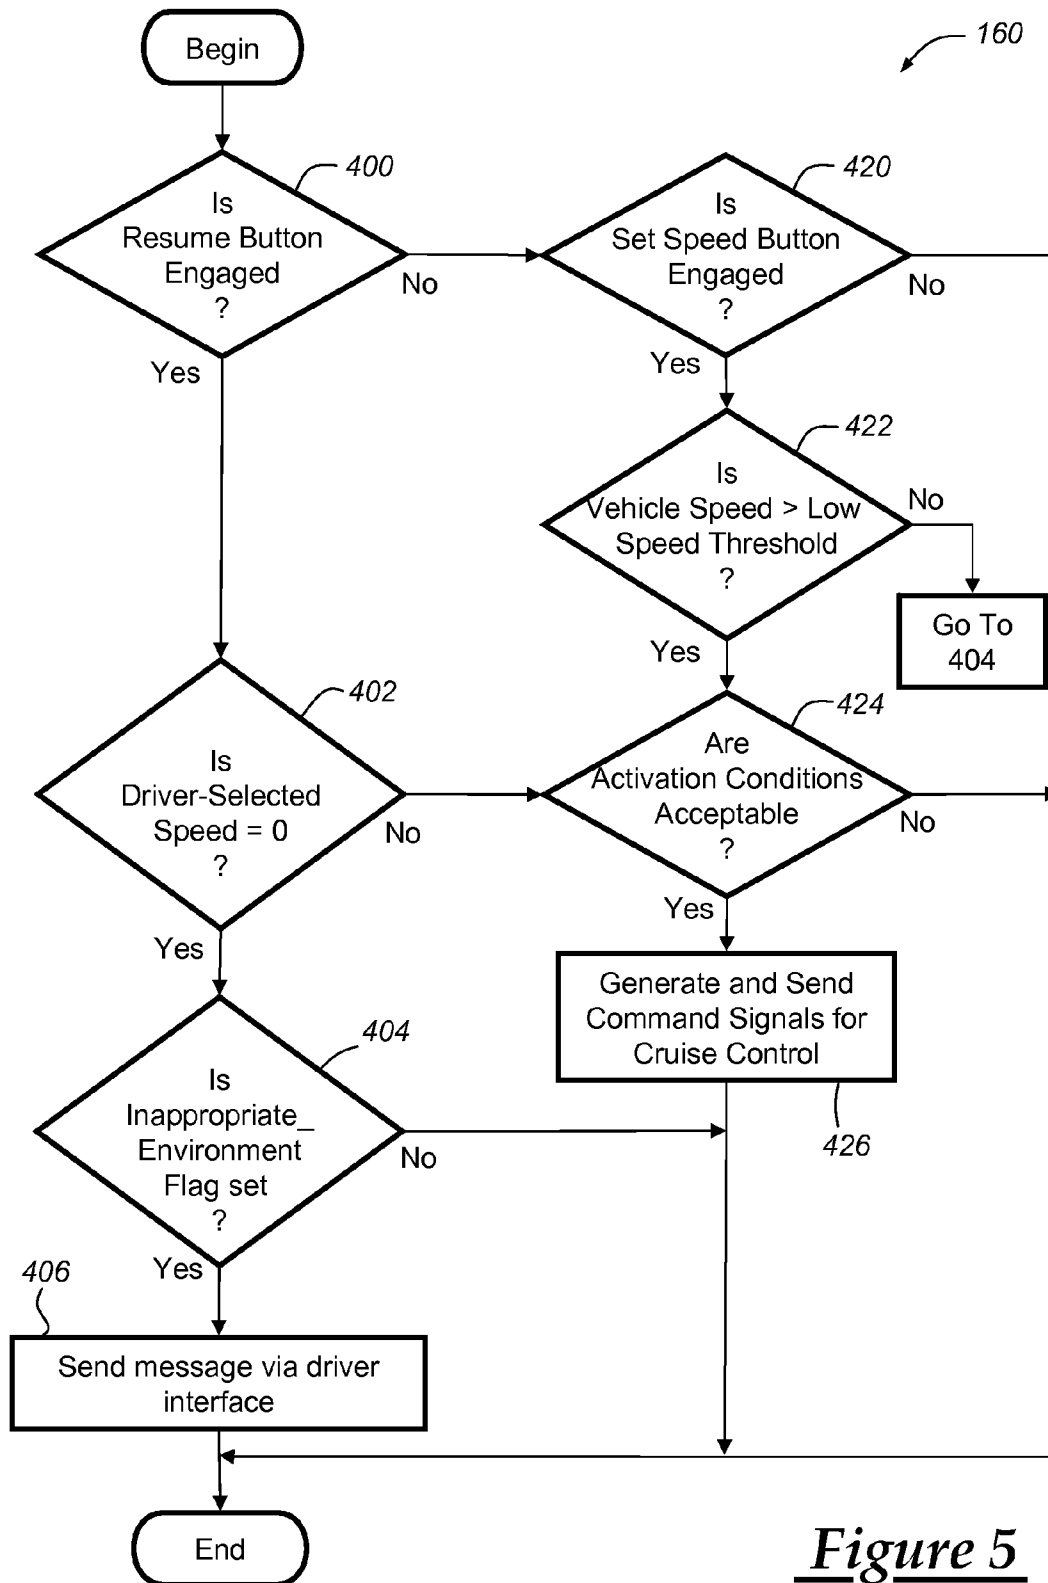 Begin
160
400
Is
Resume Button
Engaged
?
No
Yes
420
Is
Set Speed Button
Engaged
?
No
Yes
422
Is
Vehicle Speed > Low
Speed Threshold
?
No
Yes
Go To
404
402
Is
Driver-Selected
Speed = 0
?
No
Yes
424
Are
Activation Conditions
Acceptable
?
No
Yes
Generate and Send
Command Signals for
Cruise Control
426
404
Is
Inappropriate_
Environment
Flag set
?
No
Yes
406
Send message via driver
interface
End
Figure 5